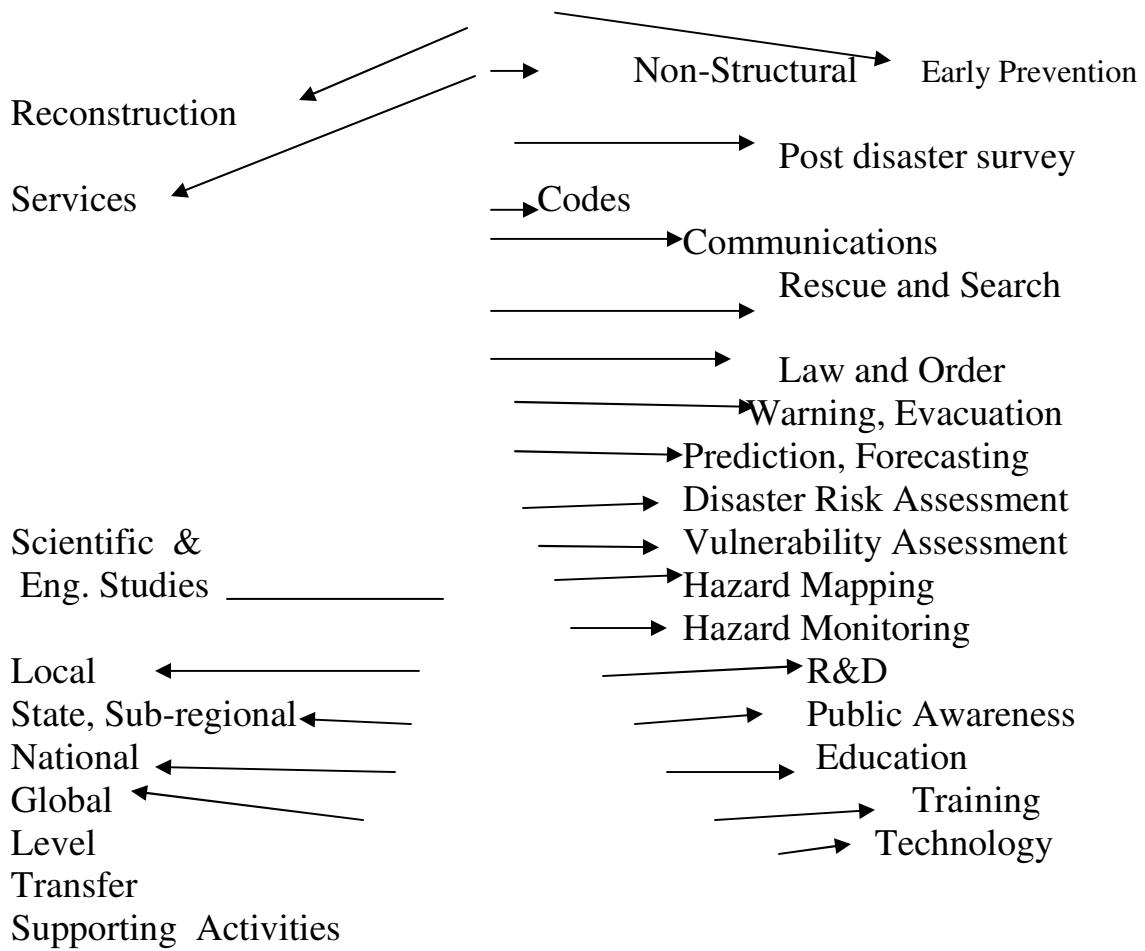 Non-Structural Early Prevention
Reconstruction
Post disaster survey
Services Codes
Communications
Rescue and Search
Law and Order
Warning, Evacuation
Prediction, Forecasting
Disaster Risk Assessment
Scientific & Vulnerability Assessment
Eng. Studies Hazard Mapping
Hazard Monitoring
Local R&D
State, Sub-regional Public Awareness
National Education
Global Training
Level Technology
Transfer
Supporting Activities